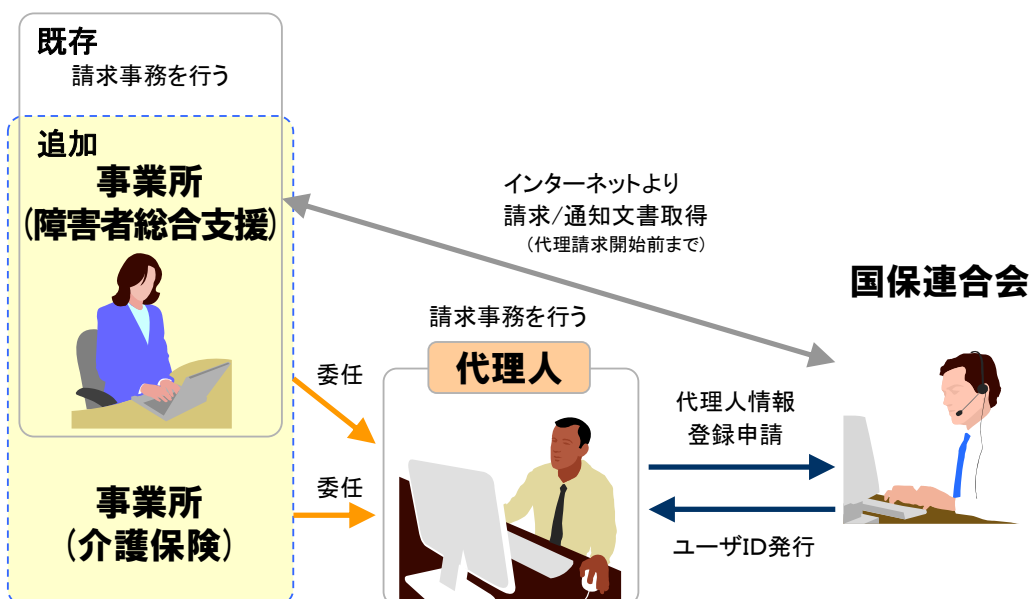 既存
請求事務を行う
追加
事業所
(障害者総合支援)
インターネットより
請求/通知文書取得
(代理請求開始前まで)
国保連合会
請求事務を行う
代理人
委任
代理人情報
登録申請
委任
事業所
(介護保険)
ユーザID発行